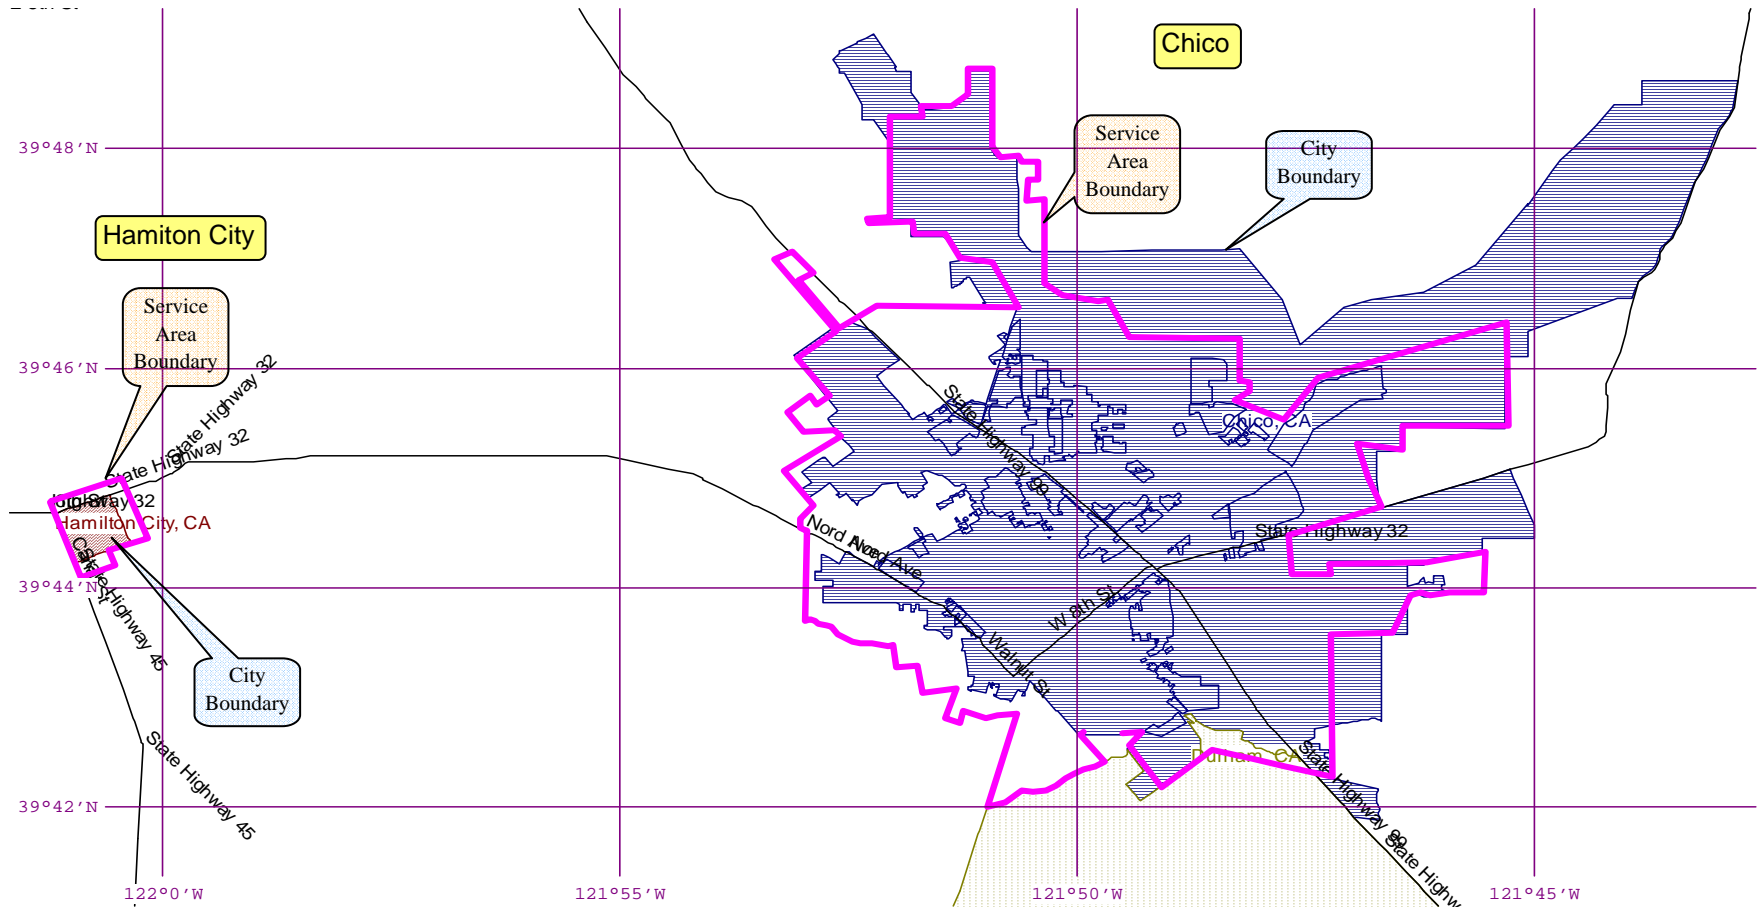 Chico
Service
Area
Boundary
City
Boundary
39°48'N
Hamiton City
Service
Area
Boundary
39°46'N
State Highway 32
State Highway 32
State Highway 99
Chico, CA
Highway 32
Hamilton City, CA
Nord Ave
Nord Ave
State Highway 32
39°44'N
State Highway 45
W 8th St
Walnut St
City
Boundary
State Highway 45
Durham, CA
State Highway 99
39°42'N
State Highw
122°0'W
121°55'W
121°50'W
121°45'W